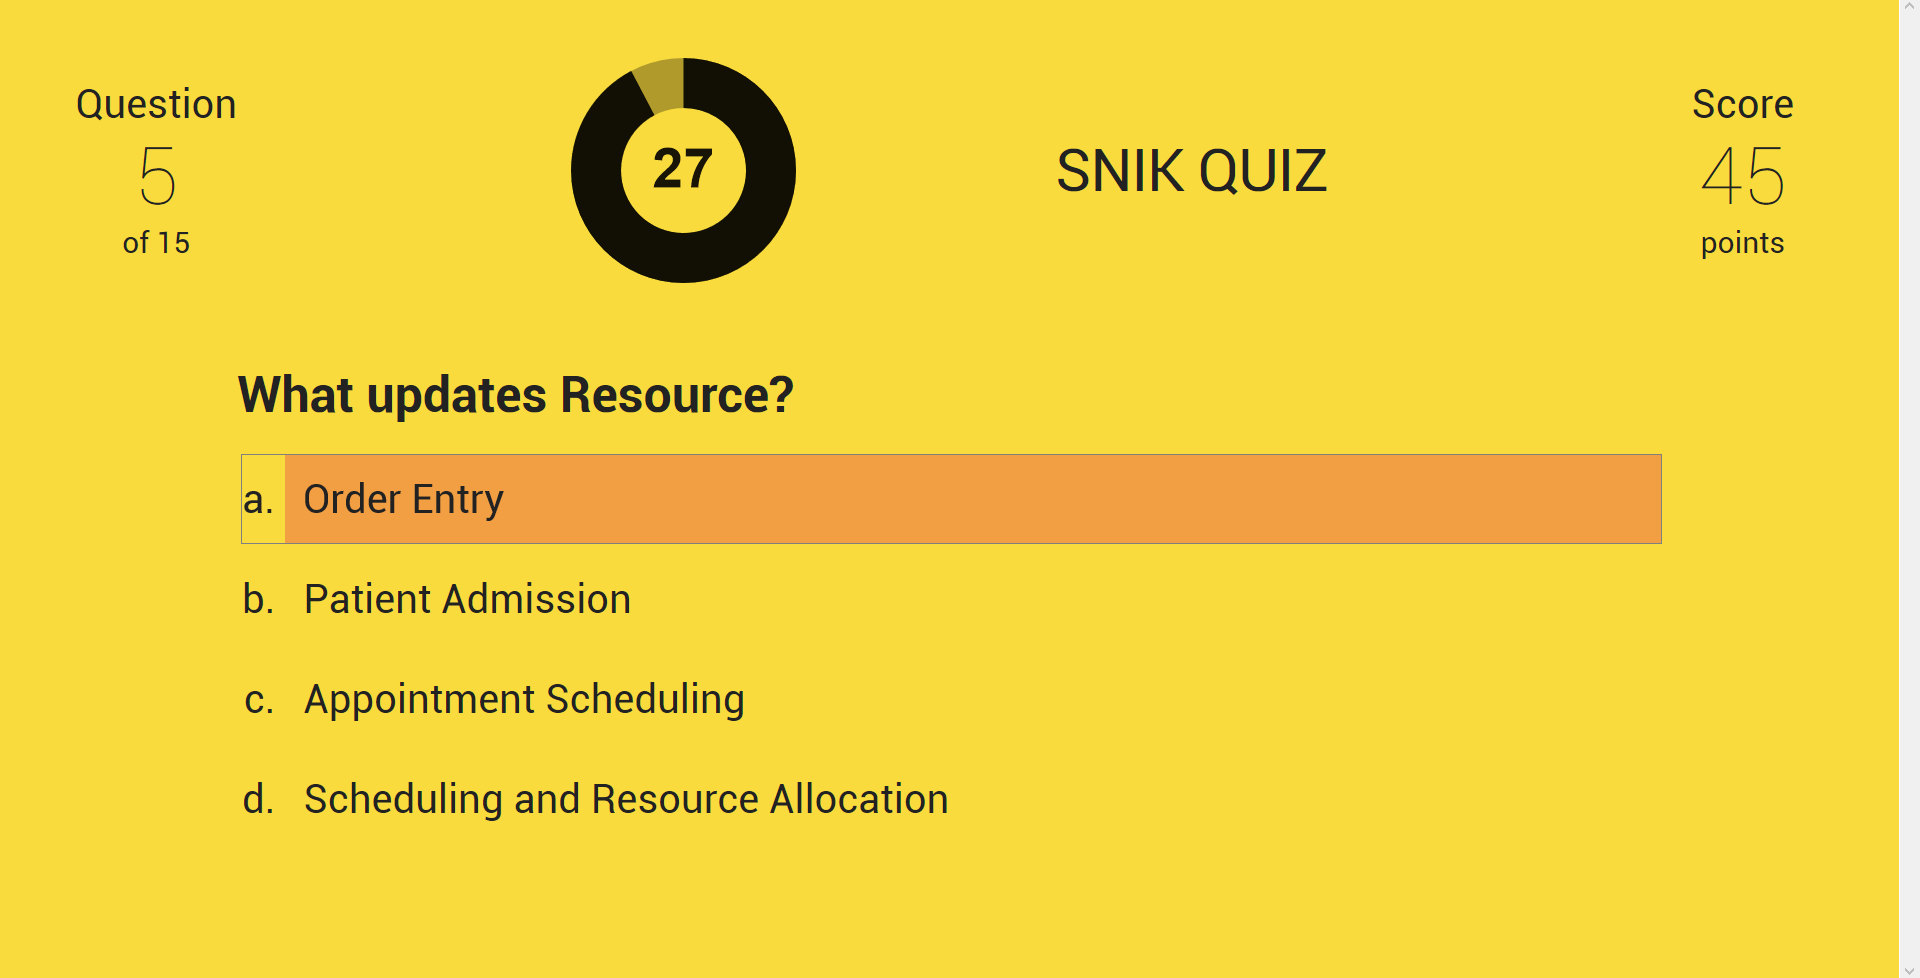 Question
5
of 15
27
SNIK QUIZ
Score
45
points
What updates Resource?
a. Order Entry
b. Patient Admission
c. Appointment Scheduling
d. Scheduling and Resource Allocation